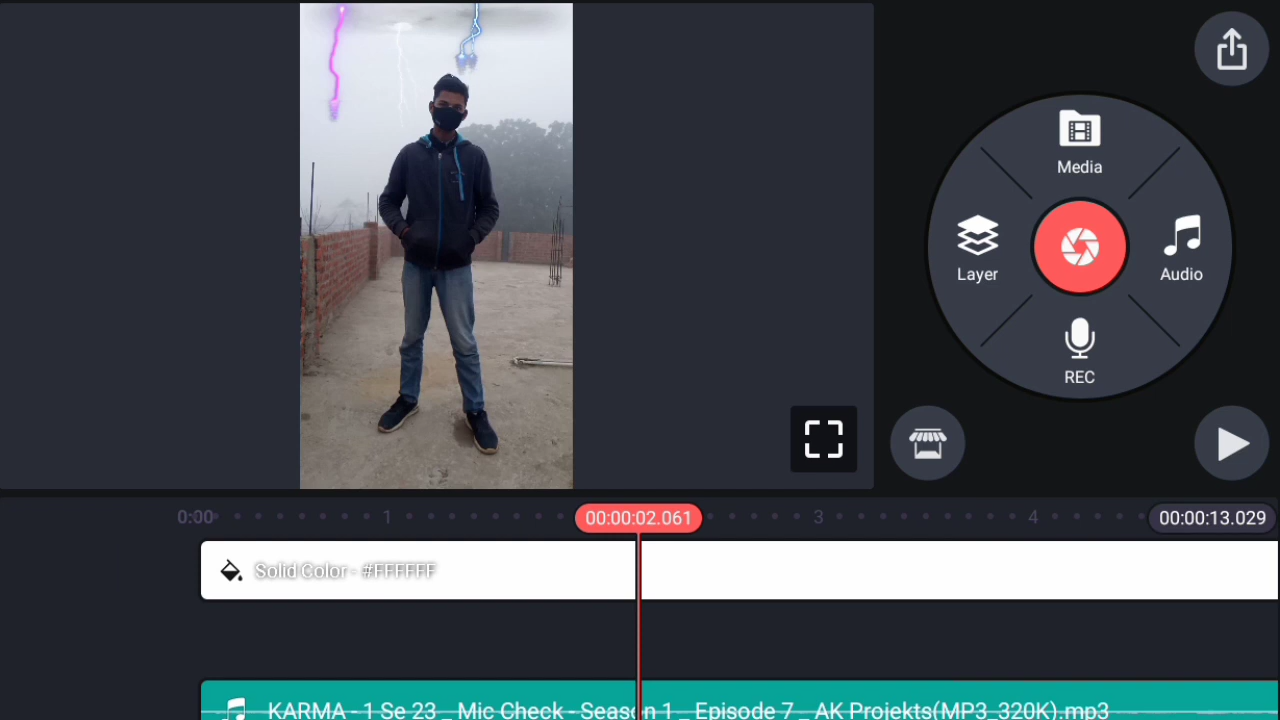 Media
Layer
Audio
REC
0:00
1
00:00:02.061
3
4
00:00:13.029
Solid Color - #FFFFFF
KARMA - 1 Se 23 _ Mic Check - Season 1 _ Episode 7 _ AK Projekts(MP3_320K).mp3